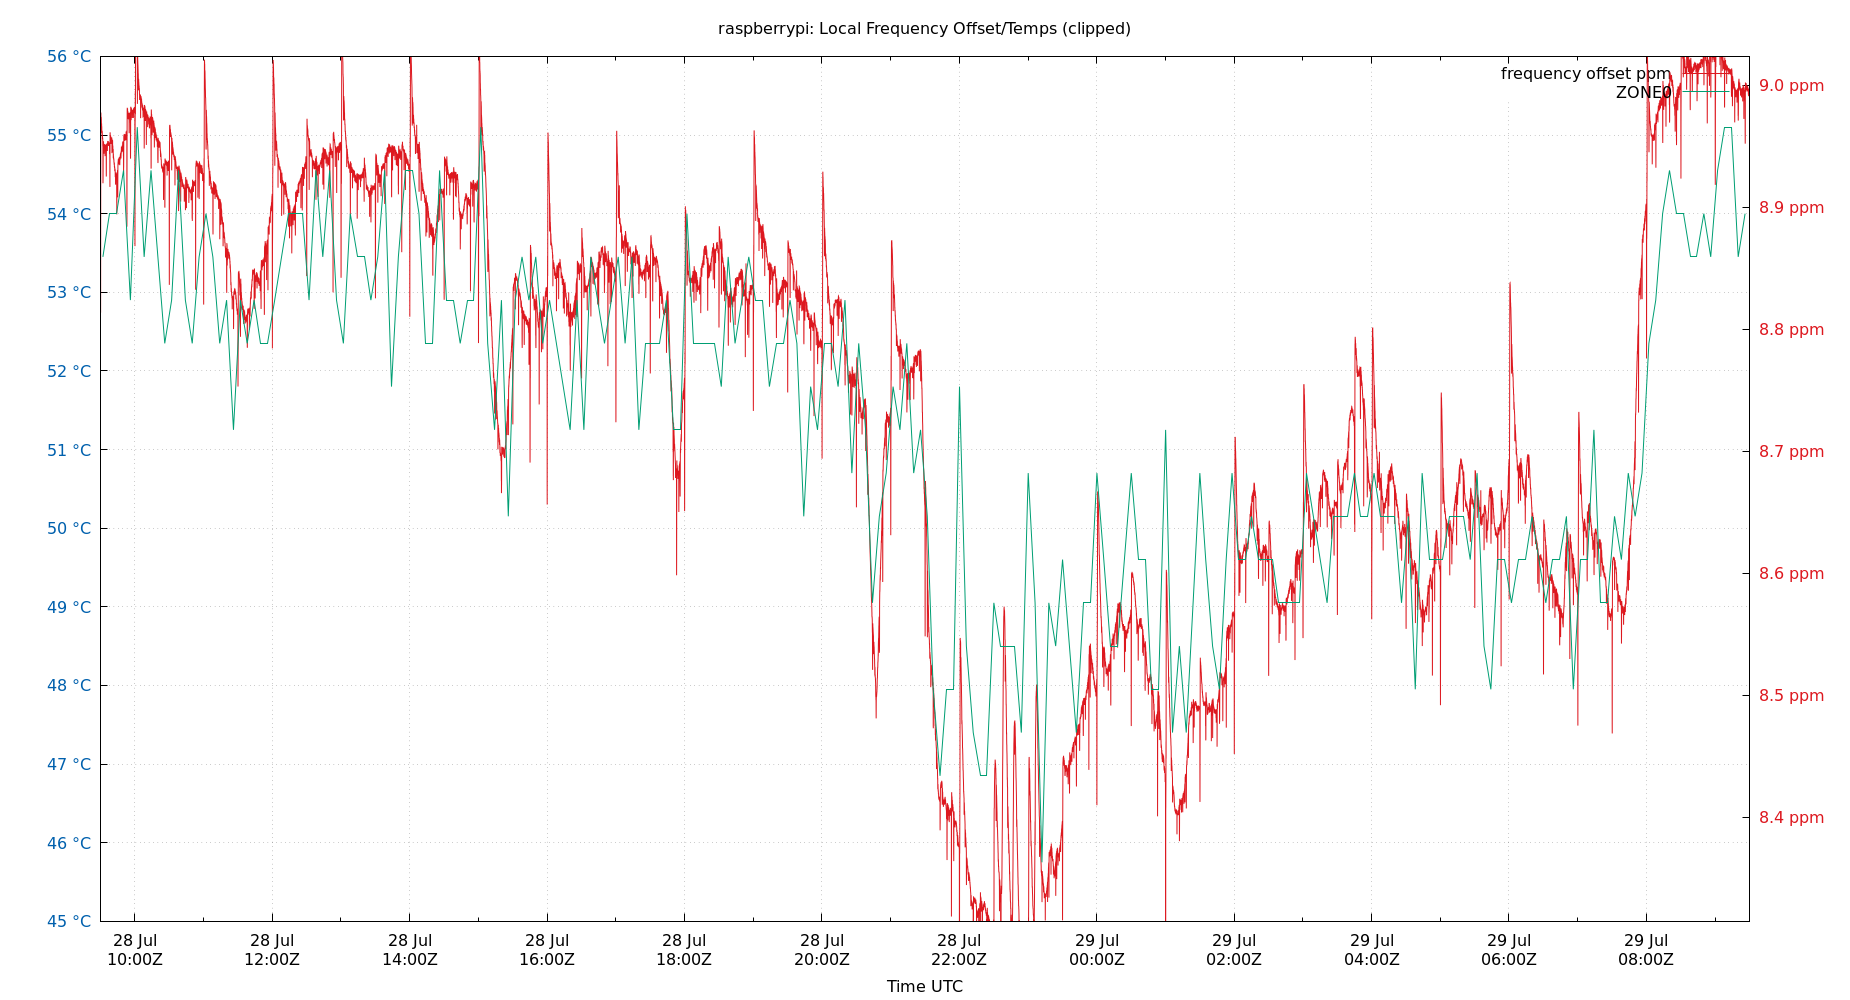 raspberrypi: Local Frequency Offset/Temps (clipped)
56 °C
55 °C
54 °C
53 °C
52 °C
51 °C
50 °C
49 °C
48 °C
47 °C
46 °C
45 °C
frequency offset ppm
ZONE0
9.0 ppm
8.9 ppm
8.8 ppm
8.7 ppm
8.6 ppm
8.5 ppm
8.4 ppm
28 Jul 28 Jul 28 Jul 28 Jul 28 Jul 28 Jul 28 Jul 29 Jul 29 Jul 29 Jul 29 Jul 29 Jul
10:00Z 12:00Z 14:00Z 16:00Z 18:00Z 20:00Z 22:00Z 00:00Z 02:00Z 04:00Z 06:00Z 08:00Z
Time UTC